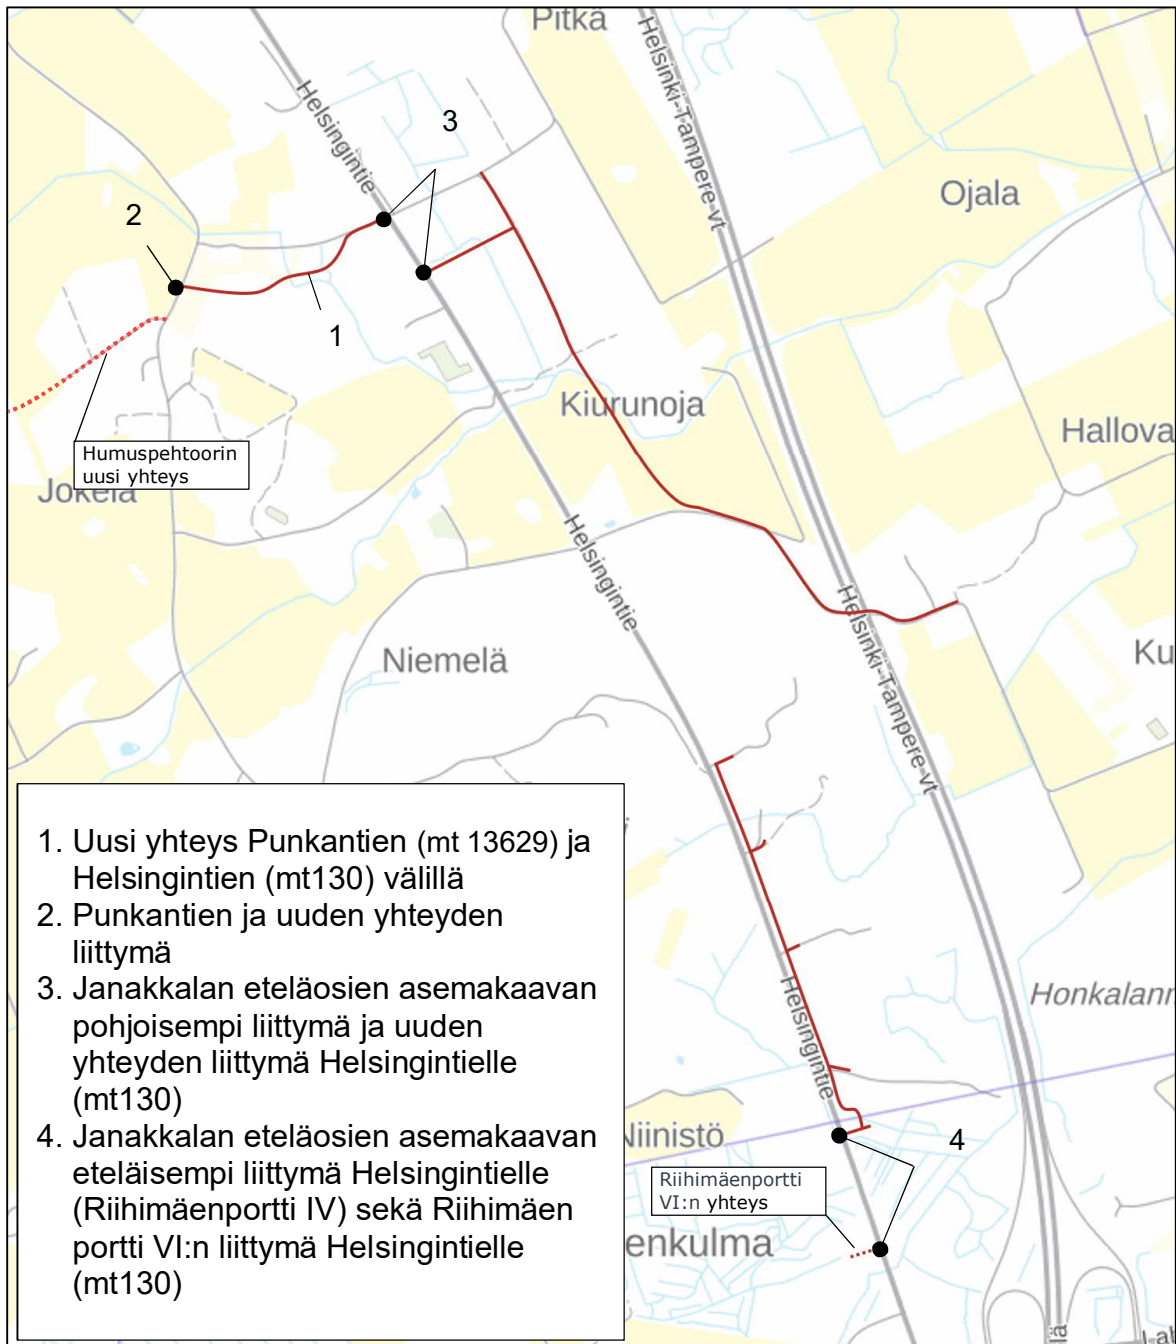 Pitkä
Helsinki-Tampere-vt
Helsingintie
3
Ojala
2
1
Kiurunoja
Hallova
Humuspehtoorin
uusi yhteys
Jokela
Helsingintie
Helsinki-Tampere-vt
Niemelä
Ku
1. Uusi yhteys Punkantien (mt 13629) ja
Helsingintien (mt130) välillä
2. Punkantien ja uuden yhteyden
liittymä
3. Janakkalan eteläosien asemakaavan
pohjoisempi liittymä ja uuden
yhteyden liittymä Helsingintielle
(mt130)
4. Janakkalan eteläosien asemakaavan
eteläisempi liittymä Helsingintielle
(Riihimäenportti IV) sekä Riihimäen
portti VI:n liittymä Helsingintielle
(mt130)
Helsingintie
Honkalanr
Niinistö
4
Riihimäenportti
VI:n yhteys
enkulma
lä